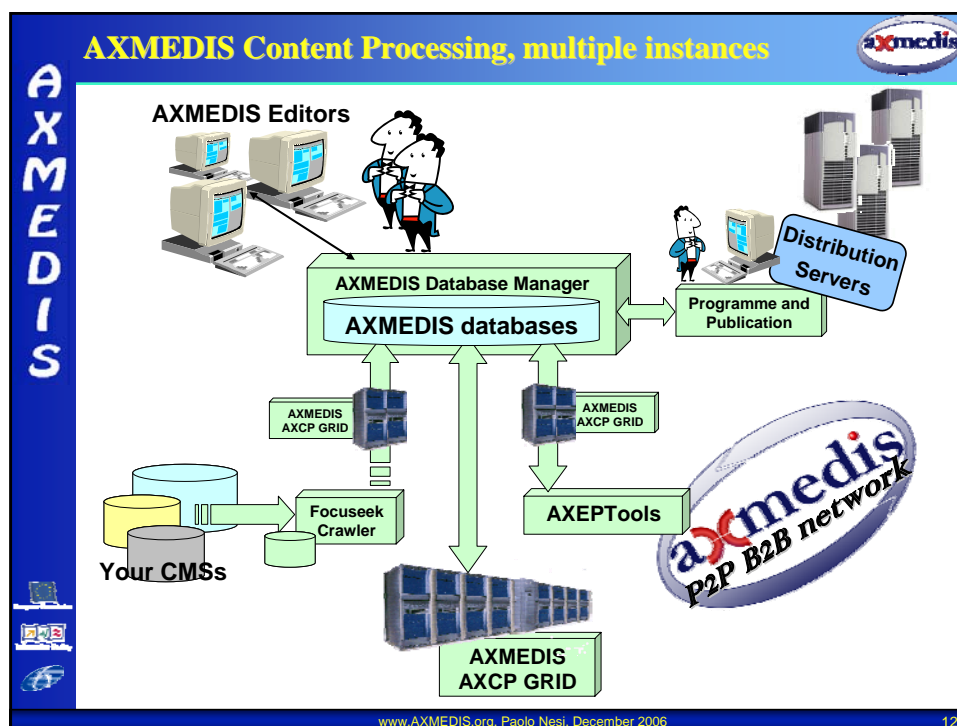 AXMEDIS Content Processing, multiple instances
axmedis
AXMEDIS
AXMEDIS Editors
Distribution
Servers
AXMEDIS Database Manager
AXMEDIS databases
Programme and
Publication
AXMEDIS
AXCP GRID
AXMEDIS
AXCP GRID
Focuseek
Crawler
AXEPTools
axmedis
P2P B2B network
Your CMSs
AXMEDIS
AXCP GRID
www.AXMEDIS.org, Paolo Nesi, December 2006
12